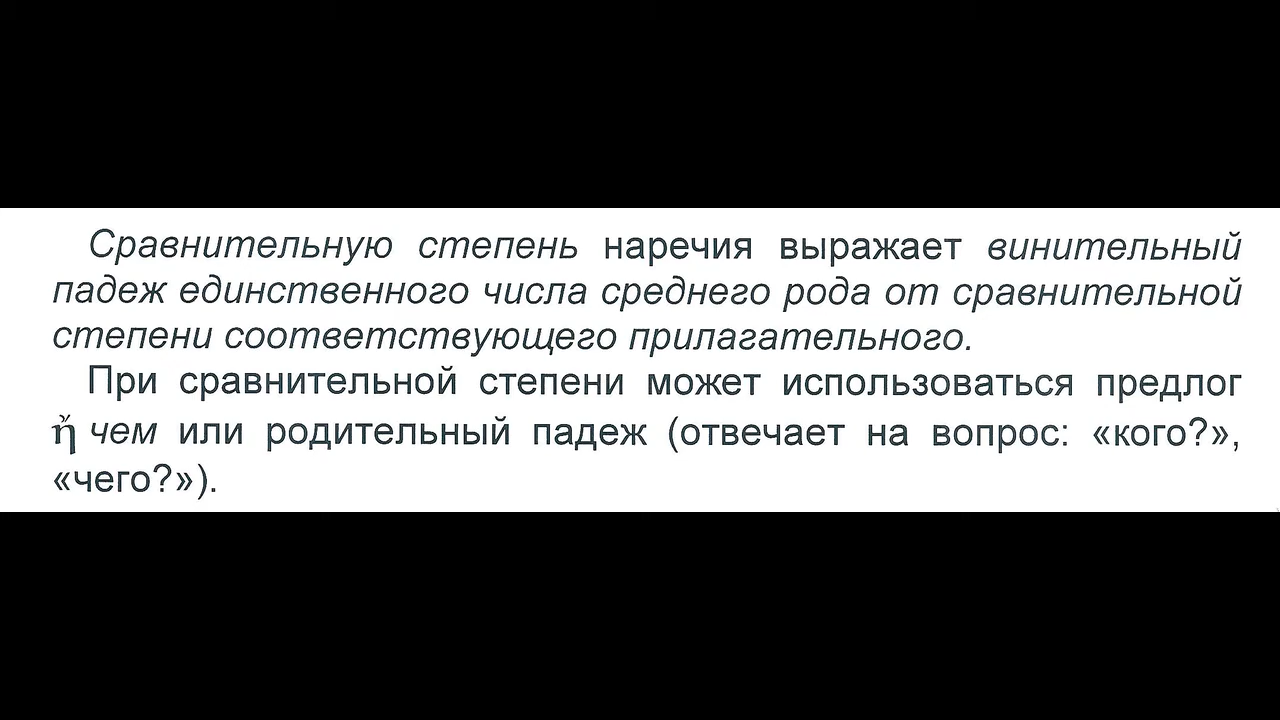 Сравнительную степень наречия выражает винительный
падеж единственного числа среднего рода от сравнительной
степени соответствующего прилагательного.
При сравнительной степени может использоваться предлог
ἤ чем или родительный падеж (отвечает на вопрос: «кого?»,
«чего?»).